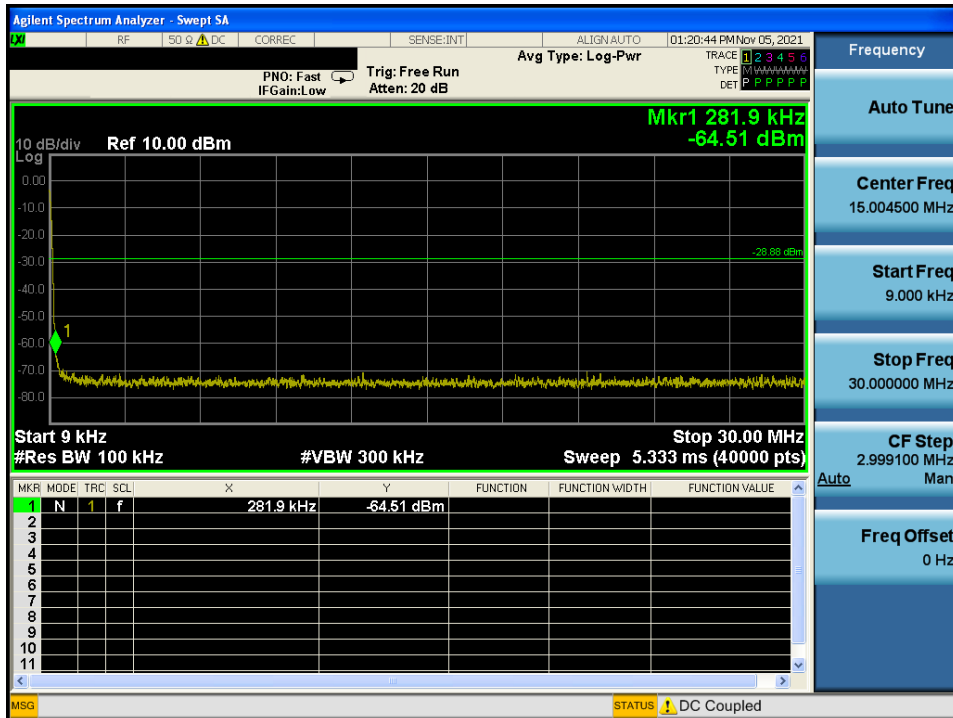 Agilent Spectrum Analyzer - Swept SA
LXI RF 50 Ω DC CORREC SENSE:INT ALIGN AUTO 01:20:44 PM Nov 05, 2021
Frequency
Avg Type: Log-Pwr
TRACE 1 2 3 4 5 6
TYPE M
DET P P P P P P
PNO: Fast
IFGain:Low
Trig: Free Run
Atten: 20 dB
Auto Tune
Mkr1 281.9 kHz
-64.51 dBm
10 dB/div Ref 10.00 dBm
Log
0.00
-10.0
-20.0
-30.0
-40.0
-50.0
-60.0
-70.0
-80.0
-28.88 dBm
1
Center Freq
15.004500 MHz
Start Freq
9.000 kHz
Stop Freq
30.000000 MHz
Start 9 kHz Stop 30.00 MHz
#Res BW 100 kHz #VBW 300 kHz Sweep 5.333 ms (40000 pts)
CF Step
2.999100 MHz
Auto Man
MKR MODE TRC SCL X Y FUNCTION FUNCTION WIDTH FUNCTION VALUE
1 N 1 f 281.9 kHz -64.51 dBm
2
3
4
5
6
7
8
9
10
11
Freq Offset
0 Hz
MSG STATUS DC Coupled